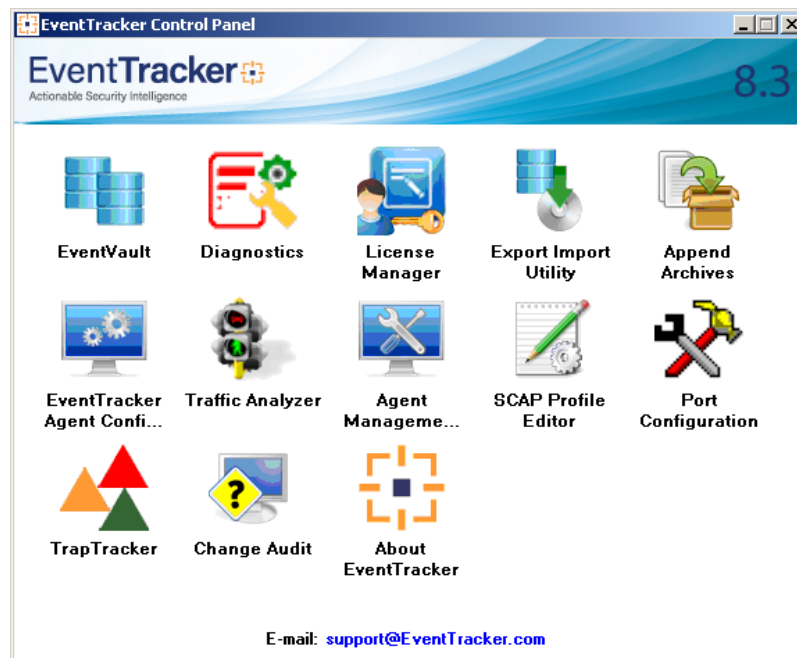 EventTracker Control Panel
EventTracker
Actionable Security Intelligence
8.3
EventVault
Diagnostics
License
Manager
Export Import
Utility
Append
Archives
EventTracker
Agent Confi...
Traffic Analyzer
Agent
Manageme...
SCAP Profile
Editor
Port
Configuration
TrapTracker
?
Change Audit
About
EventTracker
E-mail: support@EventTracker.com